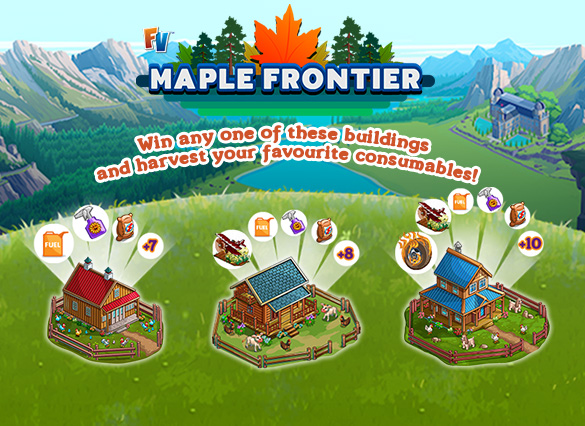 FV
MAPLE FRONTIER
Win any one of these buildings
and harvest your favourite consumables!
FUEL
+7
FUEL
+8
FUEL
+10